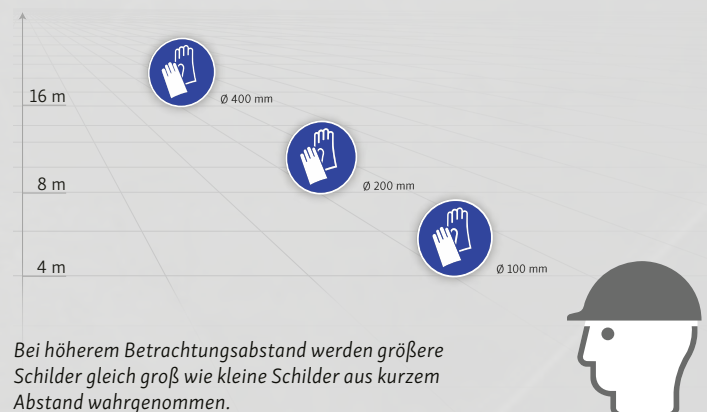 16 m
Ø 400 mm
8 m
Ø 200 mm
4 m
Ø 100 mm
Bei höherem Betrachtungsabstand werden größere
Schilder gleich groß wie kleine Schilder aus kurzem
Abstand wahrgenommen.